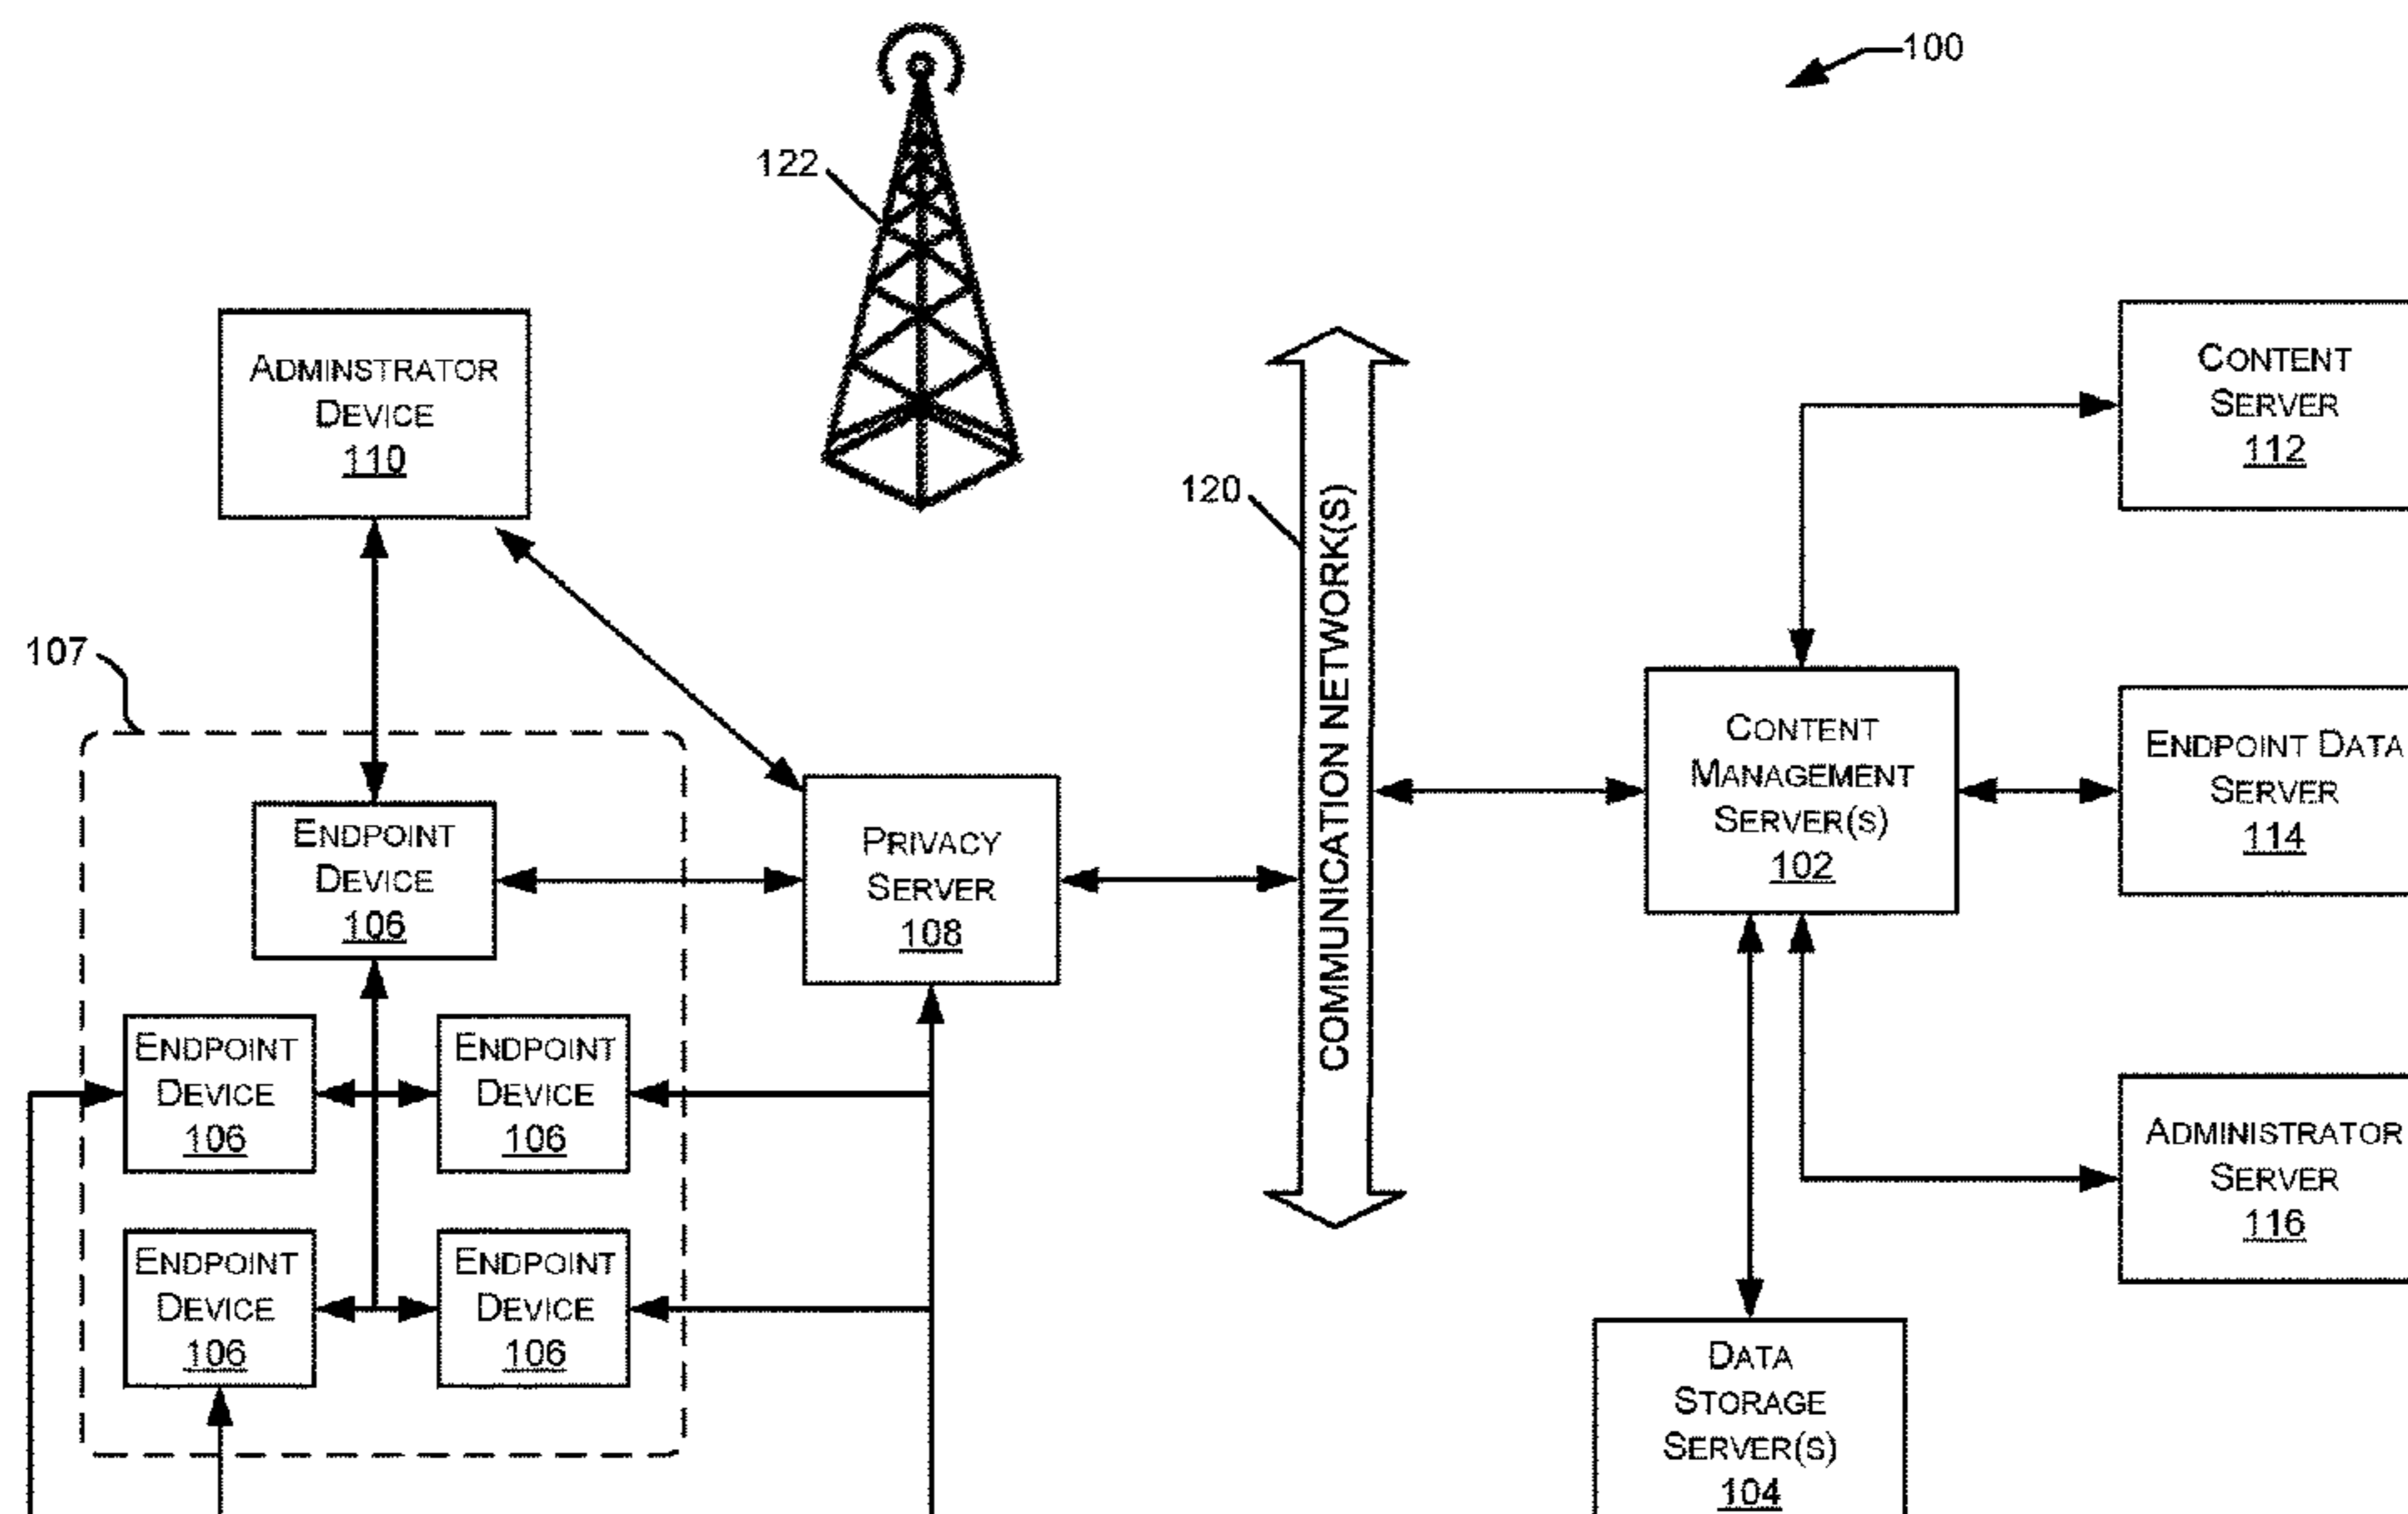 100
122
ADMINSTRATOR
DEVICE
110
CONTENT
SERVER
112
120
COMMUNICATION NETWORK(S)
107
CONTENT
MANAGEMENT
SERVER(S)
102
ENDPOINT DATA
SERVER
114
ENDPOINT
DEVICE
106
PRIVACY
SERVER
108
ENDPOINT
DEVICE
106
ENDPOINT
DEVICE
106
ADMINISTRATOR
SERVER
116
ENDPOINT
DEVICE
106
ENDPOINT
DEVICE
106
DATA
STORAGE
SERVER(S)
104